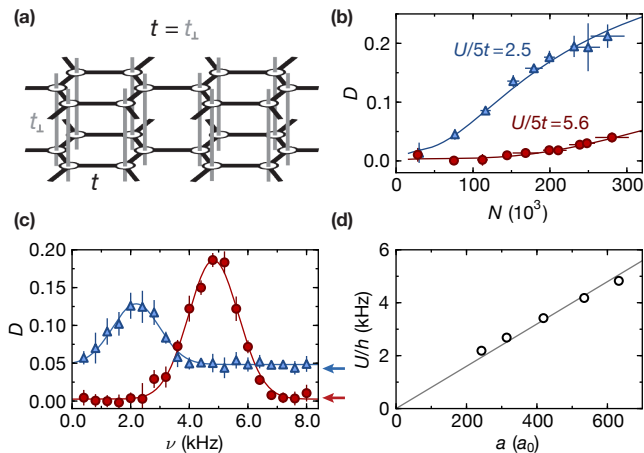 (a)
t = t⊥
t⊥
t
(b)
U/5t=2.5
U/5t=5.6
D
0.2
0.1
0.0
0
100
200
300
N (10³)
(c)
D
0.20
0.15
0.10
0.05
0.00
0.0
2.0
4.0
6.0
8.0
ν (kHz)
(d)
U/h (kHz)
6
4
2
0
0
200
400
600
a (a₀)